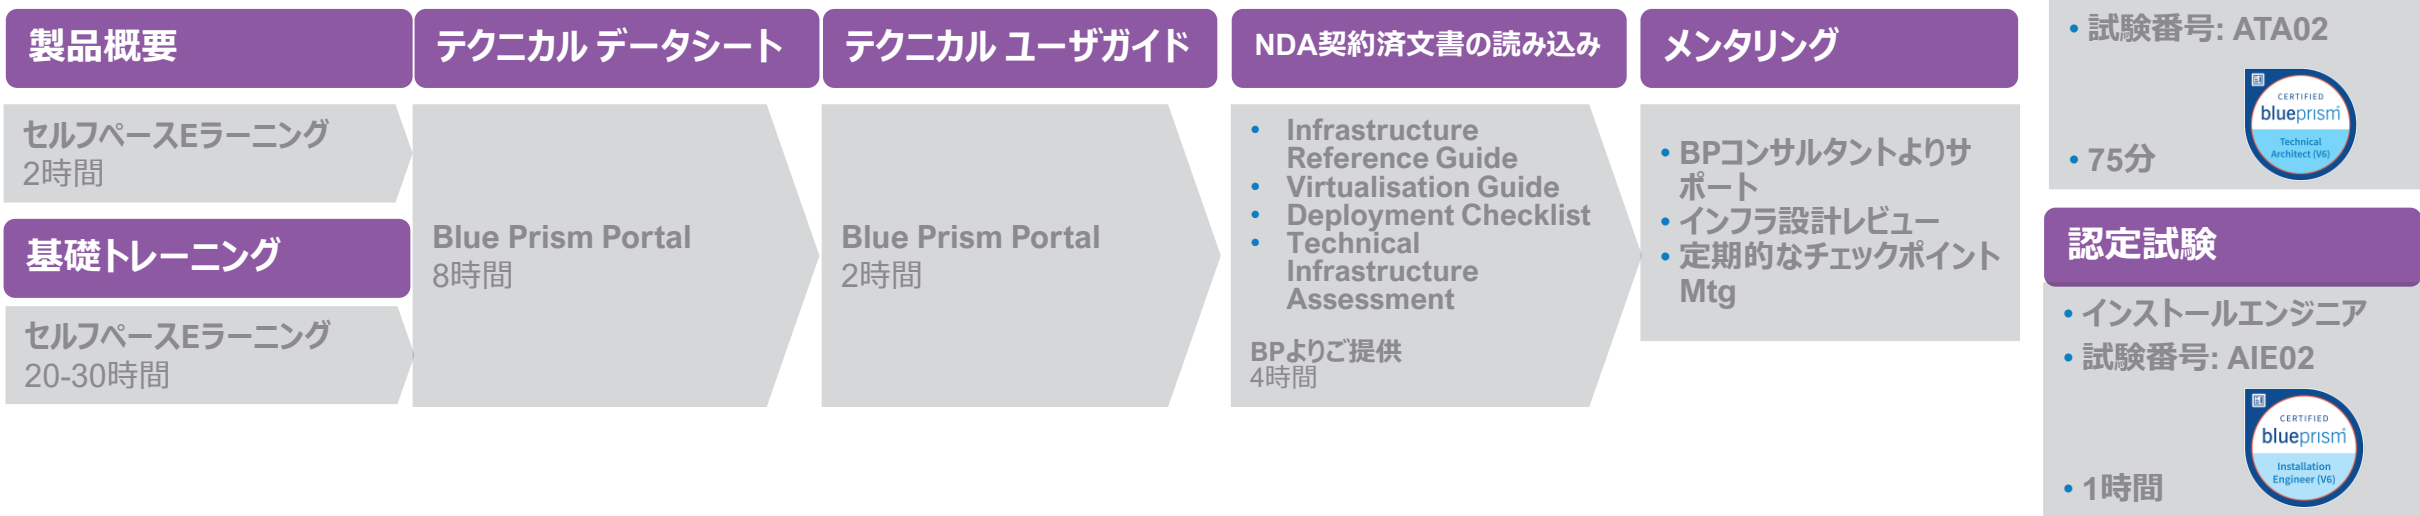 製品概要
セルフペースEラーニング
2時間
基礎トレーニング
セルフペースEラーニング
20-30時間
テクニカル データシート
Blue Prism Portal
8時間
テクニカル ユーザガイド
Blue Prism Portal
2時間
NDA契約済文書の読み込み
• Infrastructure
Reference Guide
• Virtualisation Guide
• Deployment Checklist
• Technical
Infrastructure
Assessment
BPよりご提供
4時間
メンタリング
• BPコンサルタントよりサ
ポート
• インフラ設計レビュー
• 定期的なチェックポイント
Mtg
• 試験番号: ATA02
CERTIFIED
blueprism
Technical
Architect (V6)
• 75分
認定試験
• インストールエンジニア
• 試験番号: AIE02
CERTIFIED
blueprism
Installation
Engineer (V6)
• 1時間